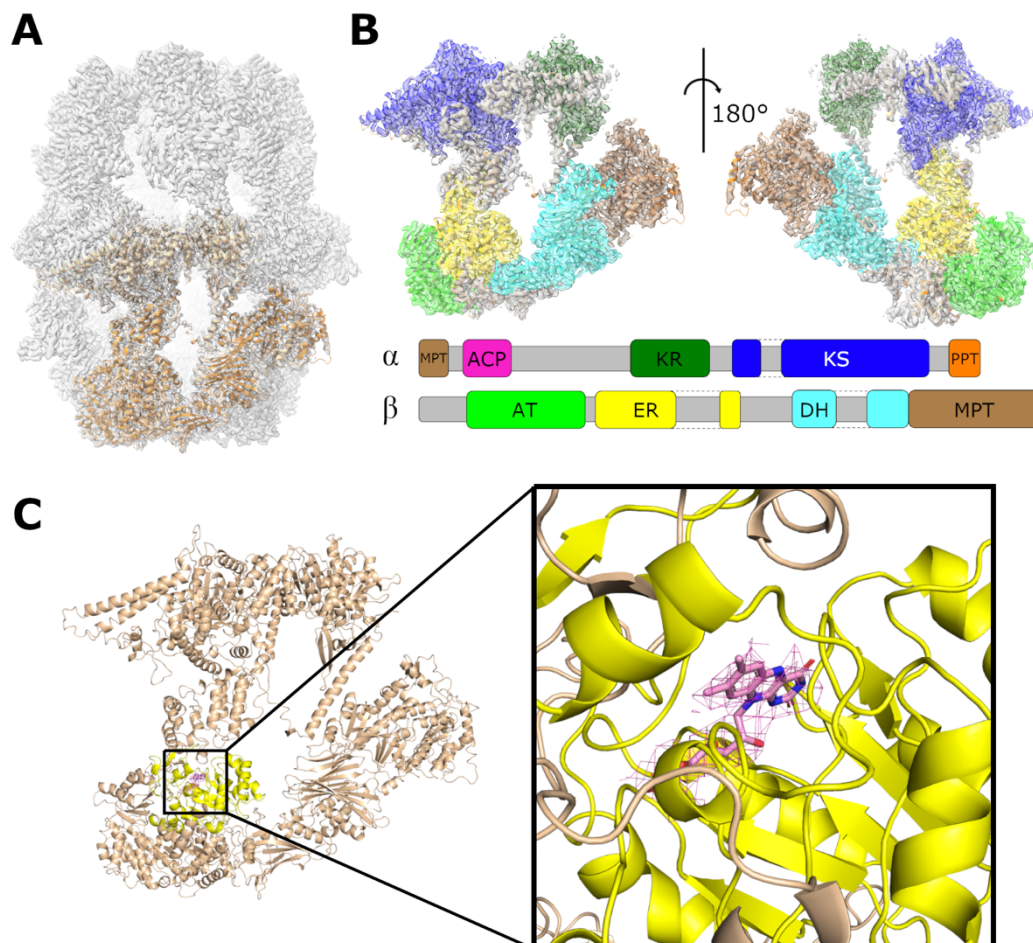 A
B
180°
α MPT ACP KR KS PPT
β AT ER DH MPT
C